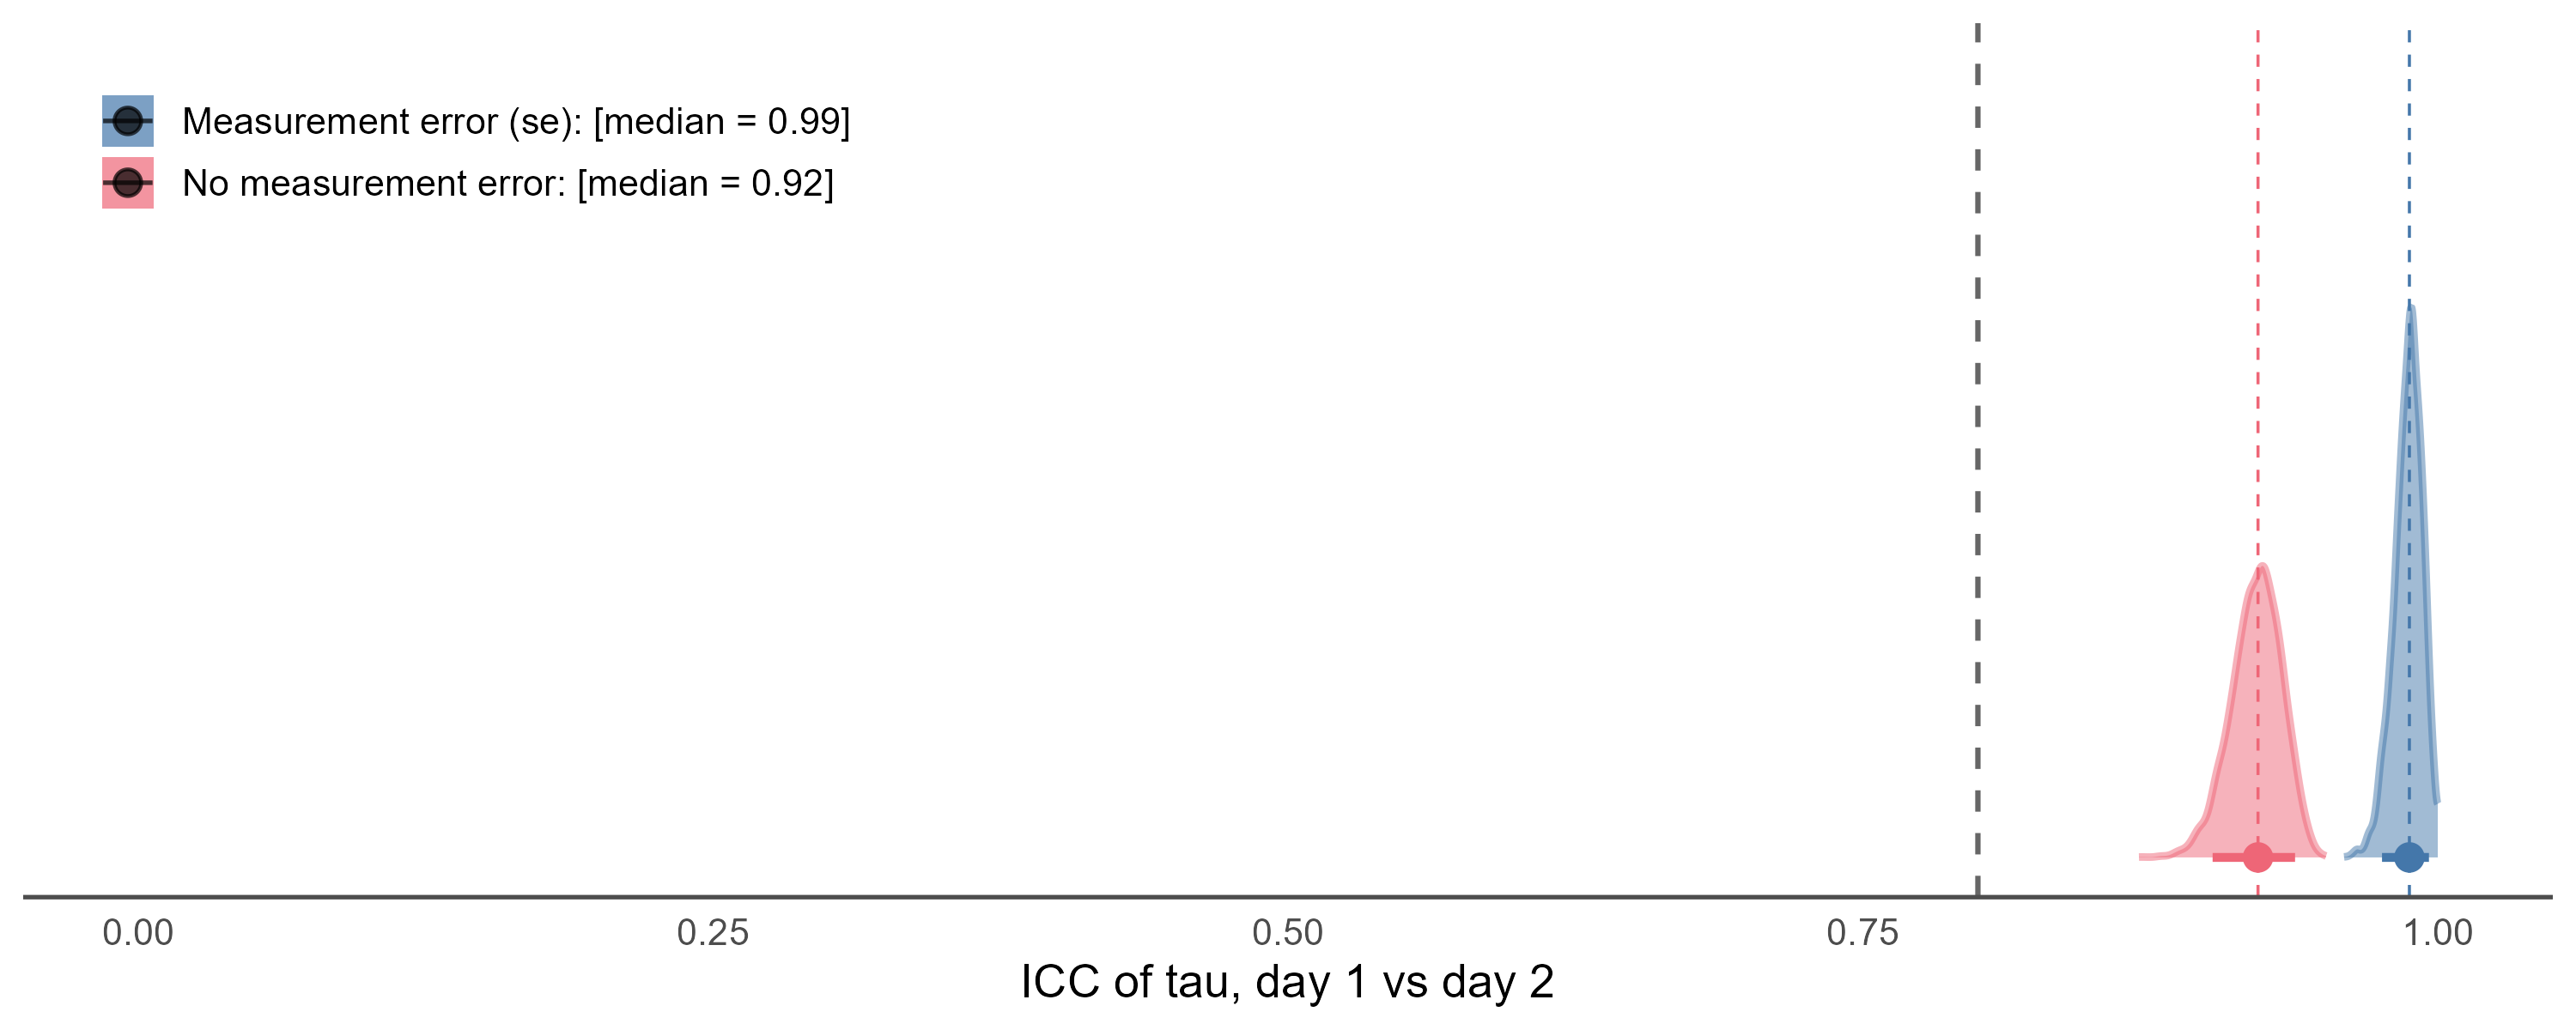 Measurement error (se): [median = 0.99]
No measurement error: [median = 0.92]
0.00 0.25 0.50 0.75 1.00
ICC of tau, day 1 vs day 2